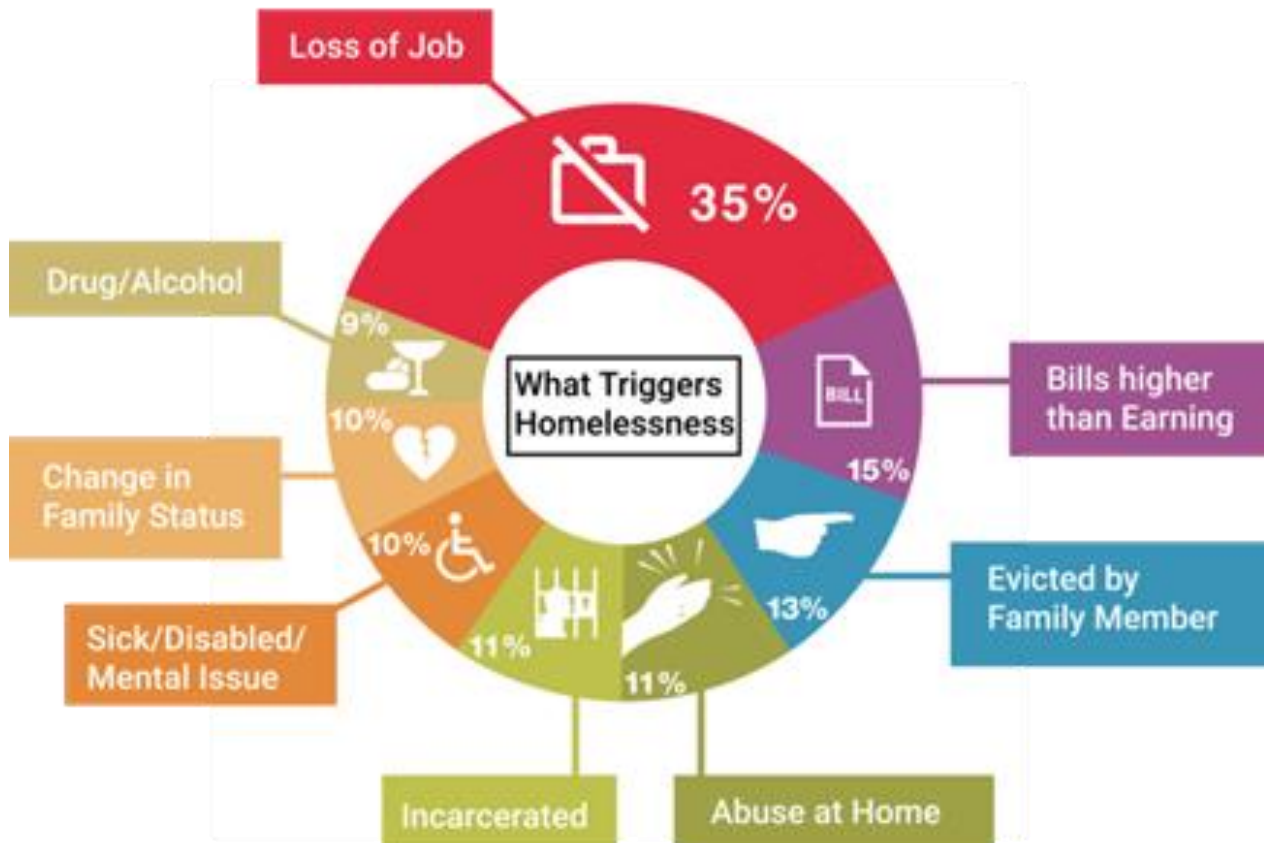 Loss of Job
35%
Drug/Alcohol
9%
What Triggers
Homelessness
BILL
Bills higher
than Earning
15%
10%
Change in
Family Status
10%
Evicted by
Family Member
13%
Sick/Disabled/
Mental Issue
11%
11%
Incarcerated
Abuse at Home